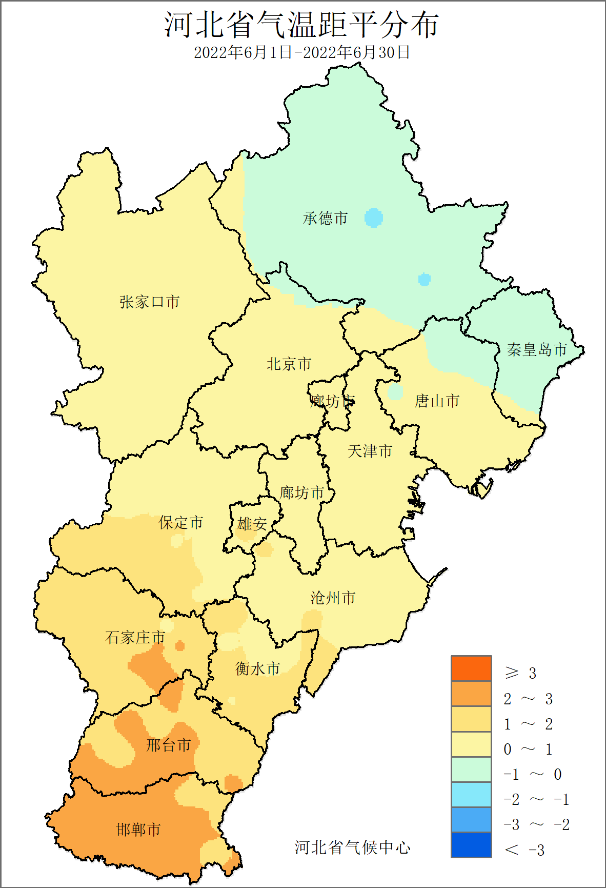 河北省气温距平分布
2022年6月1日-2022年6月30日
承德市
张家口市
秦皇岛市
北京市
廊坊市
唐山市
天津市
廊坊市
保定市
雄安
沧州市
石家庄市
衡水市
邢台市
邯郸市
≥ 3
2 ～ 3
1 ～ 2
0 ～ 1
-1 ～ 0
-2 ～ -1
-3 ～ -2
< -3
河北省气候中心